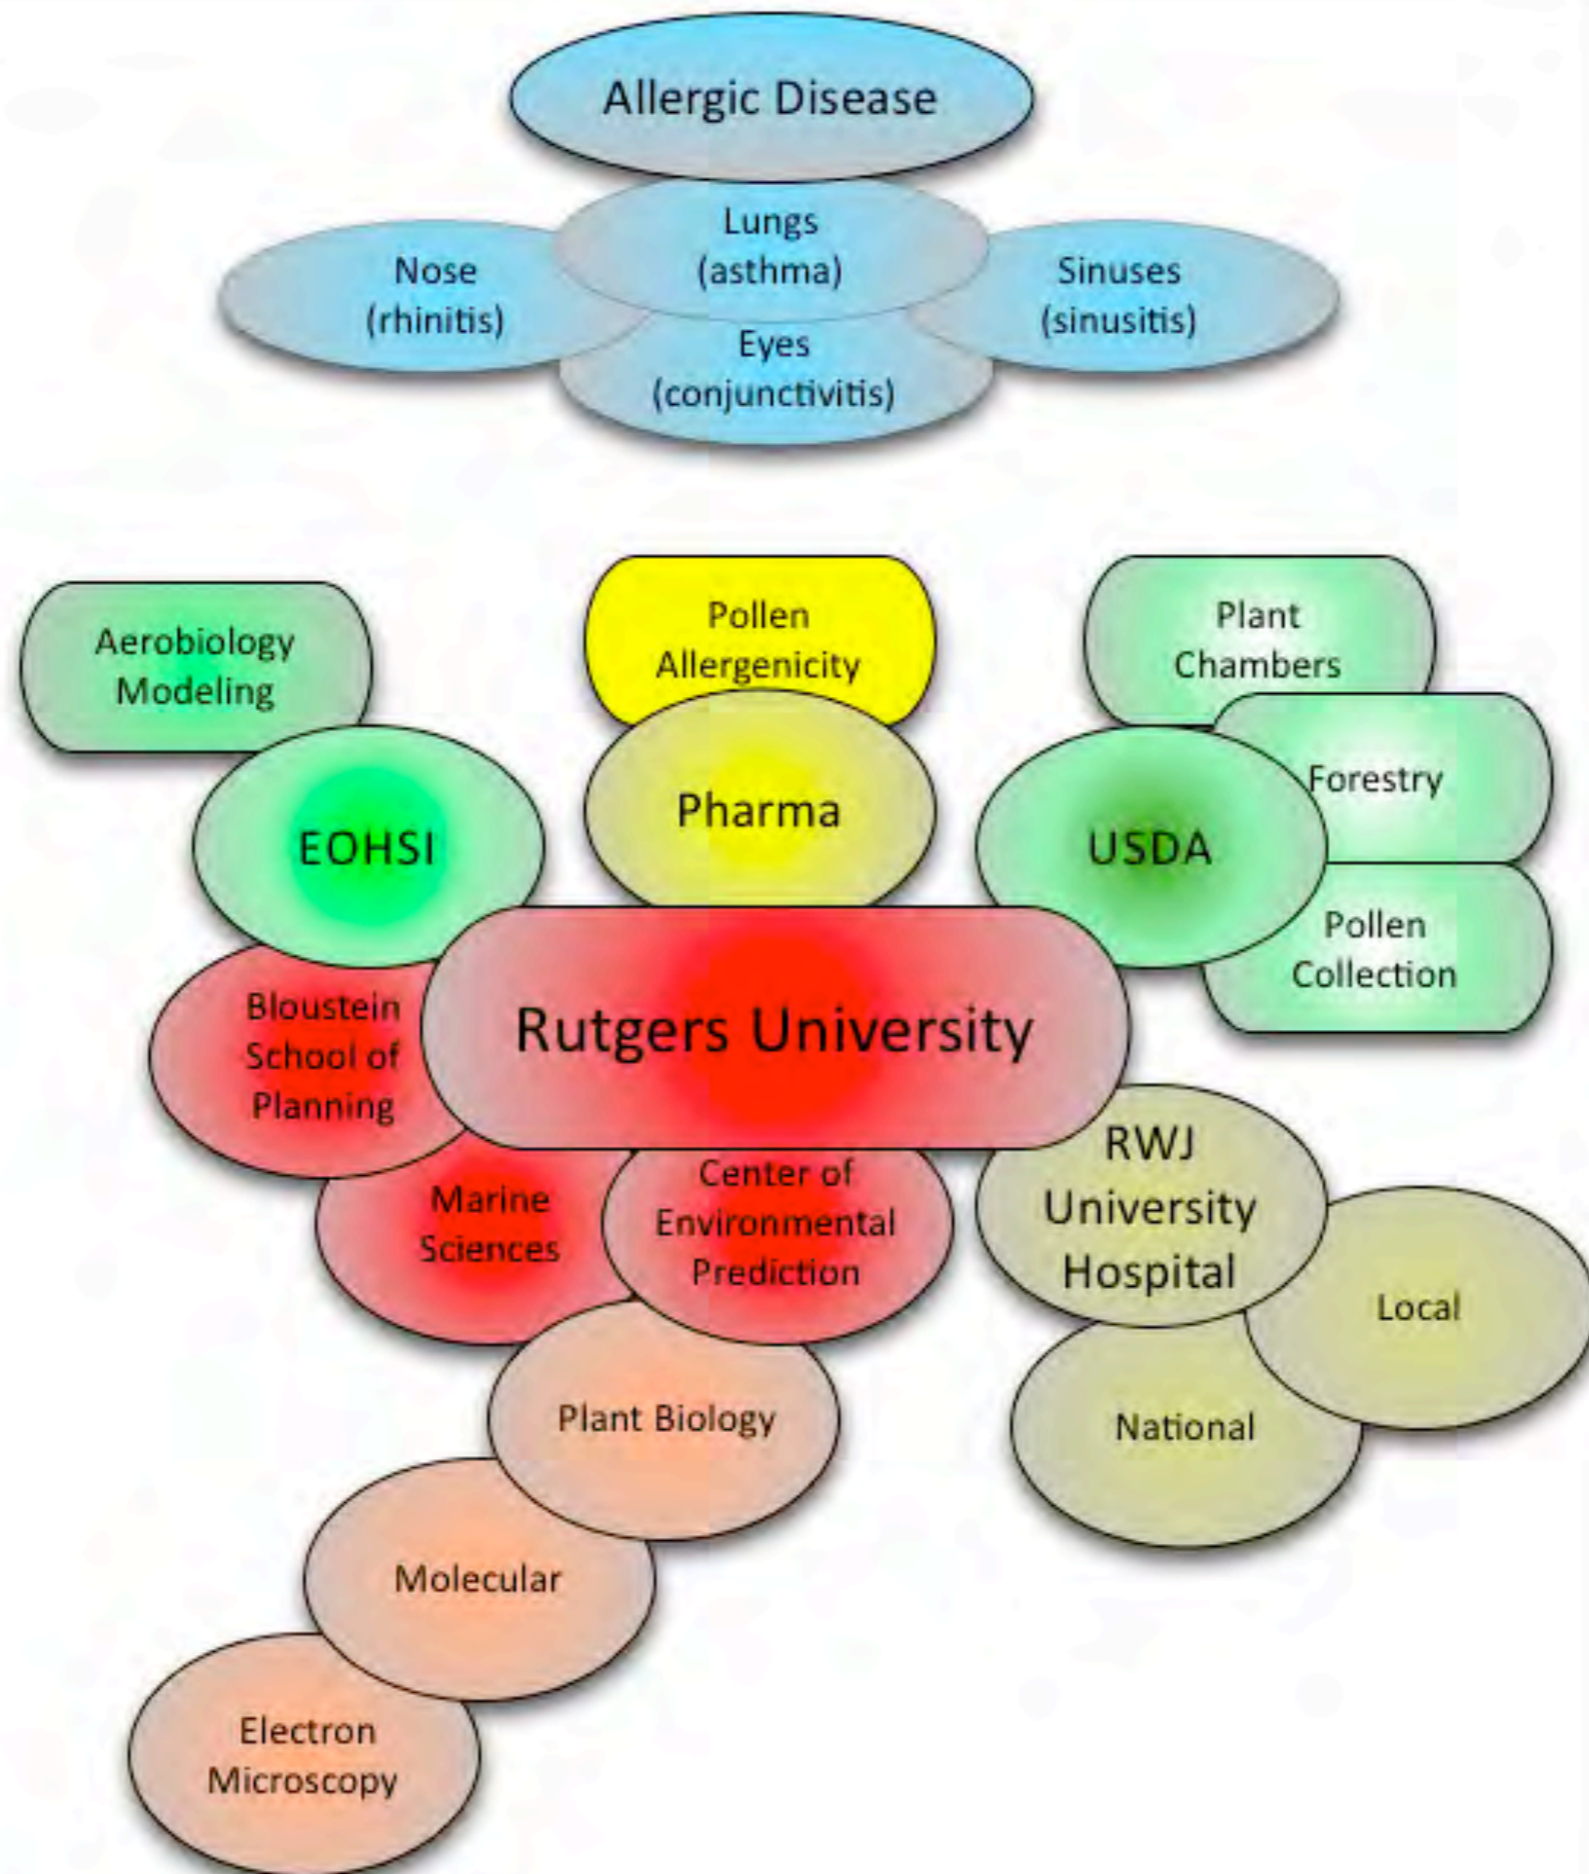 Allergic Disease
Lungs
(asthma)
Nose
(rhinitis)
Sinuses
(sinusitis)
Eyes
(conjunctivitis)
Aerobiology
Modeling
Pollen
Allergenicity
Plant
Chambers
Forestry
EOHSI
Pharma
USDA
Pollen
Collection
Bloustein
School of
Planning
Rutgers University
Marine
Sciences
Center of
Environmental
Prediction
RWJ
University
Hospital
Local
National
Plant Biology
Molecular
Electron
Microscopy